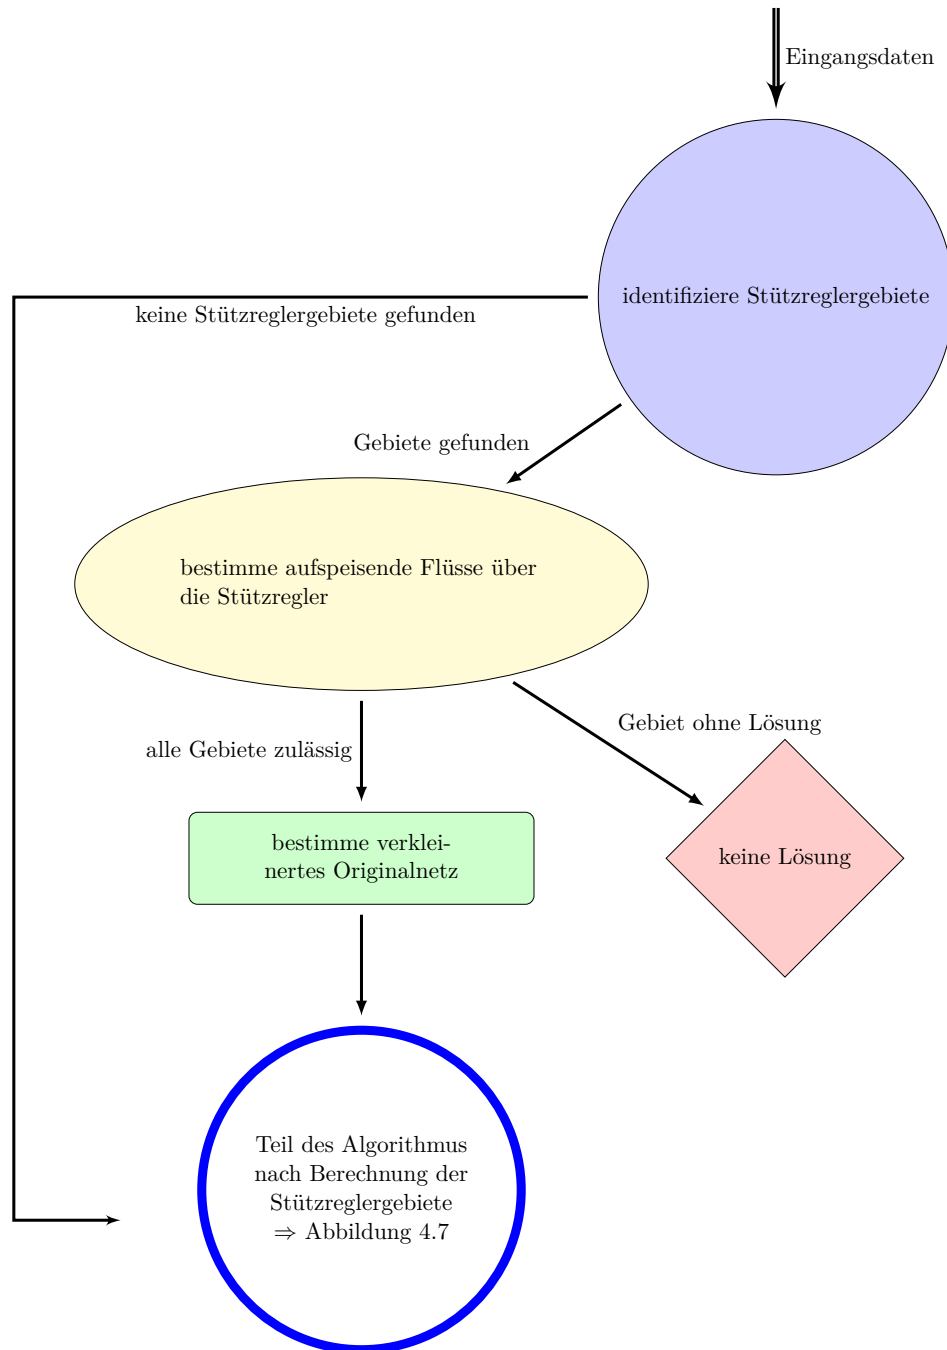 Eingangsdaten
identifiziere Stützreglergebiete
keine Stützreglergebiete gefunden
Gebiete gefunden
bestimme aufspeisende Flüsse über
die Stützregler
Gebiet ohne Lösung
alle Gebiete zulässig
bestimme verklei-
nertes Originalnetz
keine Lösung
Teil des Algorithmus
nach Berechnung der
Stützreglergebiete
⇒ Abbildung 4.7